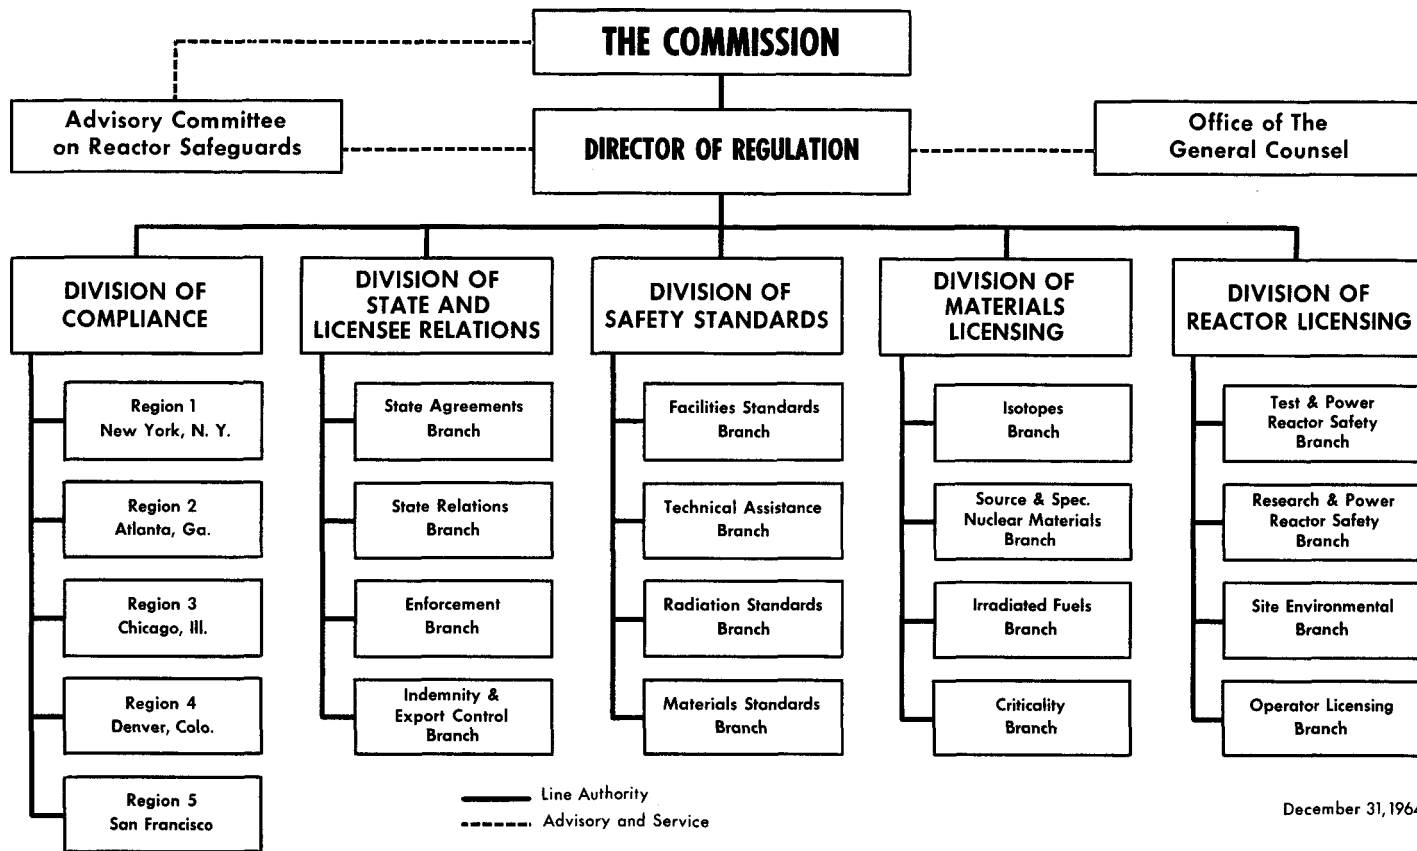 THE COMMISSION
Advisory Committee
on Reactor Safeguards
DIRECTOR OF REGULATION
Office of The
General Counsel
DIVISION OF
COMPLIANCE
Region 1
New York, N. Y.
Region 2
Atlanta, Ga.
Region 3
Chicago, Ill.
Region 4
Denver, Colo.
Region 5
San Francisco
DIVISION OF
STATE AND
LICENSEE RELATIONS
State Agreements
Branch
State Relations
Branch
Enforcement
Branch
Indemnity &
Export Control
Branch
DIVISION OF
SAFETY STANDARDS
Facilities Standards
Branch
Technical Assistance
Branch
Radiation Standards
Branch
Materials Standards
Branch
DIVISION OF
MATERIALS
LICENSING
Isotopes
Branch
Source & Spec.
Nuclear Materials
Branch
Irradiated Fuels
Branch
Criticality
Branch
DIVISION OF
REACTOR LICENSING
Test & Power
Reactor Safety
Branch
Research & Power
Reactor Safety
Branch
Site Environmental
Branch
Operator Licensing
Branch
Line Authority
Advisory and Service
December 31, 1964